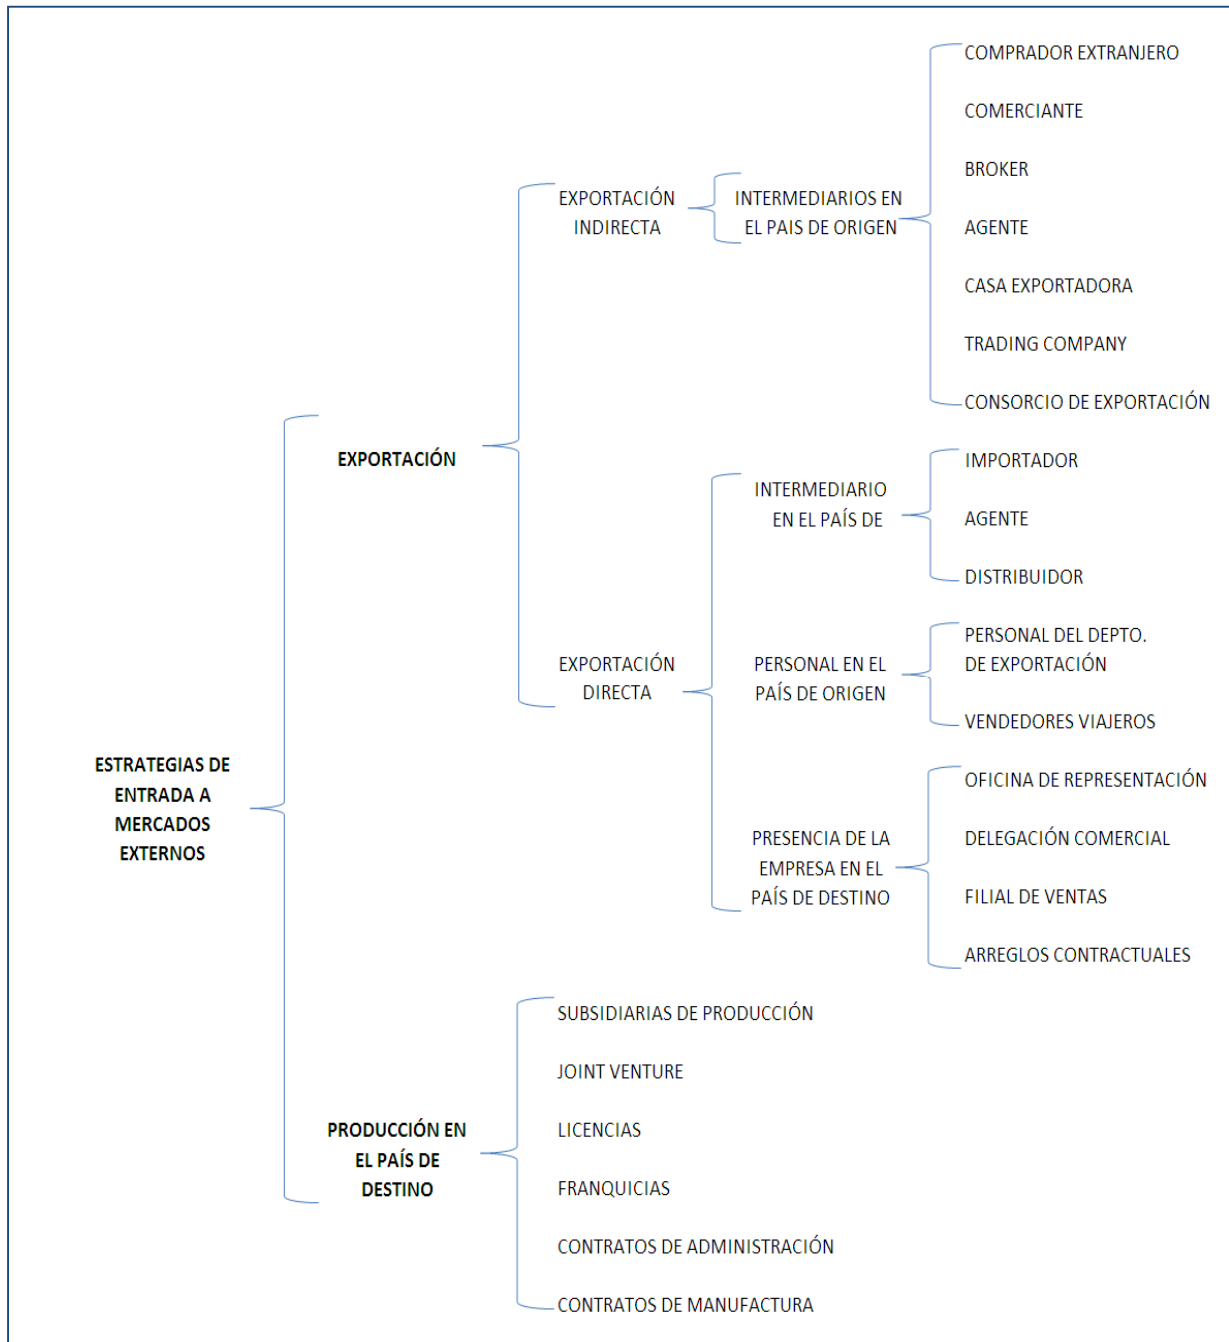 ESTRATEGIAS DE
ENTRADA A
MERCADOS
EXTERNOS
EXPORTACIÓN
EXPORTACIÓN
INDIRECTA
INTERMEDIARIOS EN
EL PAIS DE ORIGEN
COMPRADOR EXTRANJERO
COMERCIANTE
BROKER
AGENTE
CASA EXPORTADORA
TRADING COMPANY
CONSORCIO DE EXPORTACIÓN
EXPORTACIÓN
DIRECTA
INTERMEDIARIO
EN EL PAÍS DE
IMPORTADOR
AGENTE
DISTRIBUIDOR
PERSONAL EN EL
PAÍS DE ORIGEN
PERSONAL DEL DEPTO.
DE EXPORTACIÓN
VENDEDORES VIAJEROS
PRESENCIA DE LA
EMPRESA EN EL
PAÍS DE DESTINO
OFICINA DE REPRESENTACIÓN
DELEGACIÓN COMERCIAL
FILIAL DE VENTAS
ARREGLOS CONTRACTUALES
PRODUCCIÓN EN
EL PAÍS DE
DESTINO
SUBSIDIARIAS DE PRODUCCIÓN
JOINT VENTURE
LICENCIAS
FRANQUICIAS
CONTRATOS DE ADMINISTRACIÓN
CONTRATOS DE MANUFACTURA